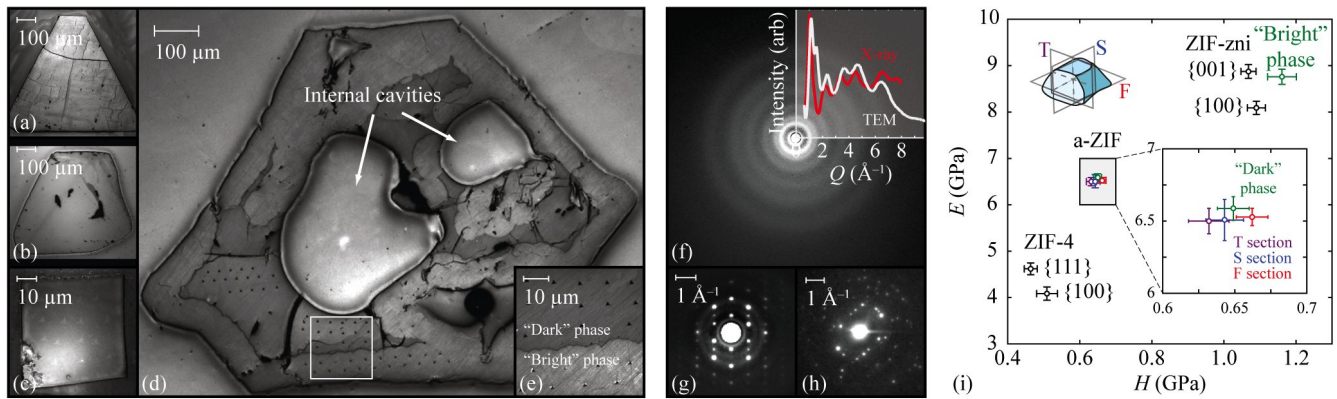 100 µm
(a)
100 µm
(b)
10 µm
(c)
100 µm
Internal cavities
(d)
10 µm
“Dark” phase
“Bright” phase
(e)
Intensity (arb)
X-ray
TEM
0 2 4 6 8
Q (Å⁻¹)
(f)
1 Å⁻¹
(g)
1 Å⁻¹
(h)
10
9
8
7
6
5
4
3
E (GPa)
0.4 0.6 0.8 1.0 1.2
H (GPa)
(i)
T
S
F
ZIF-zni
{001}
{100}
“Bright”
phase
a-ZIF
ZIF-4
{111}
{100}
7
6.5
6
0.6 0.65 0.7
“Dark”
phase
T section
S section
F section